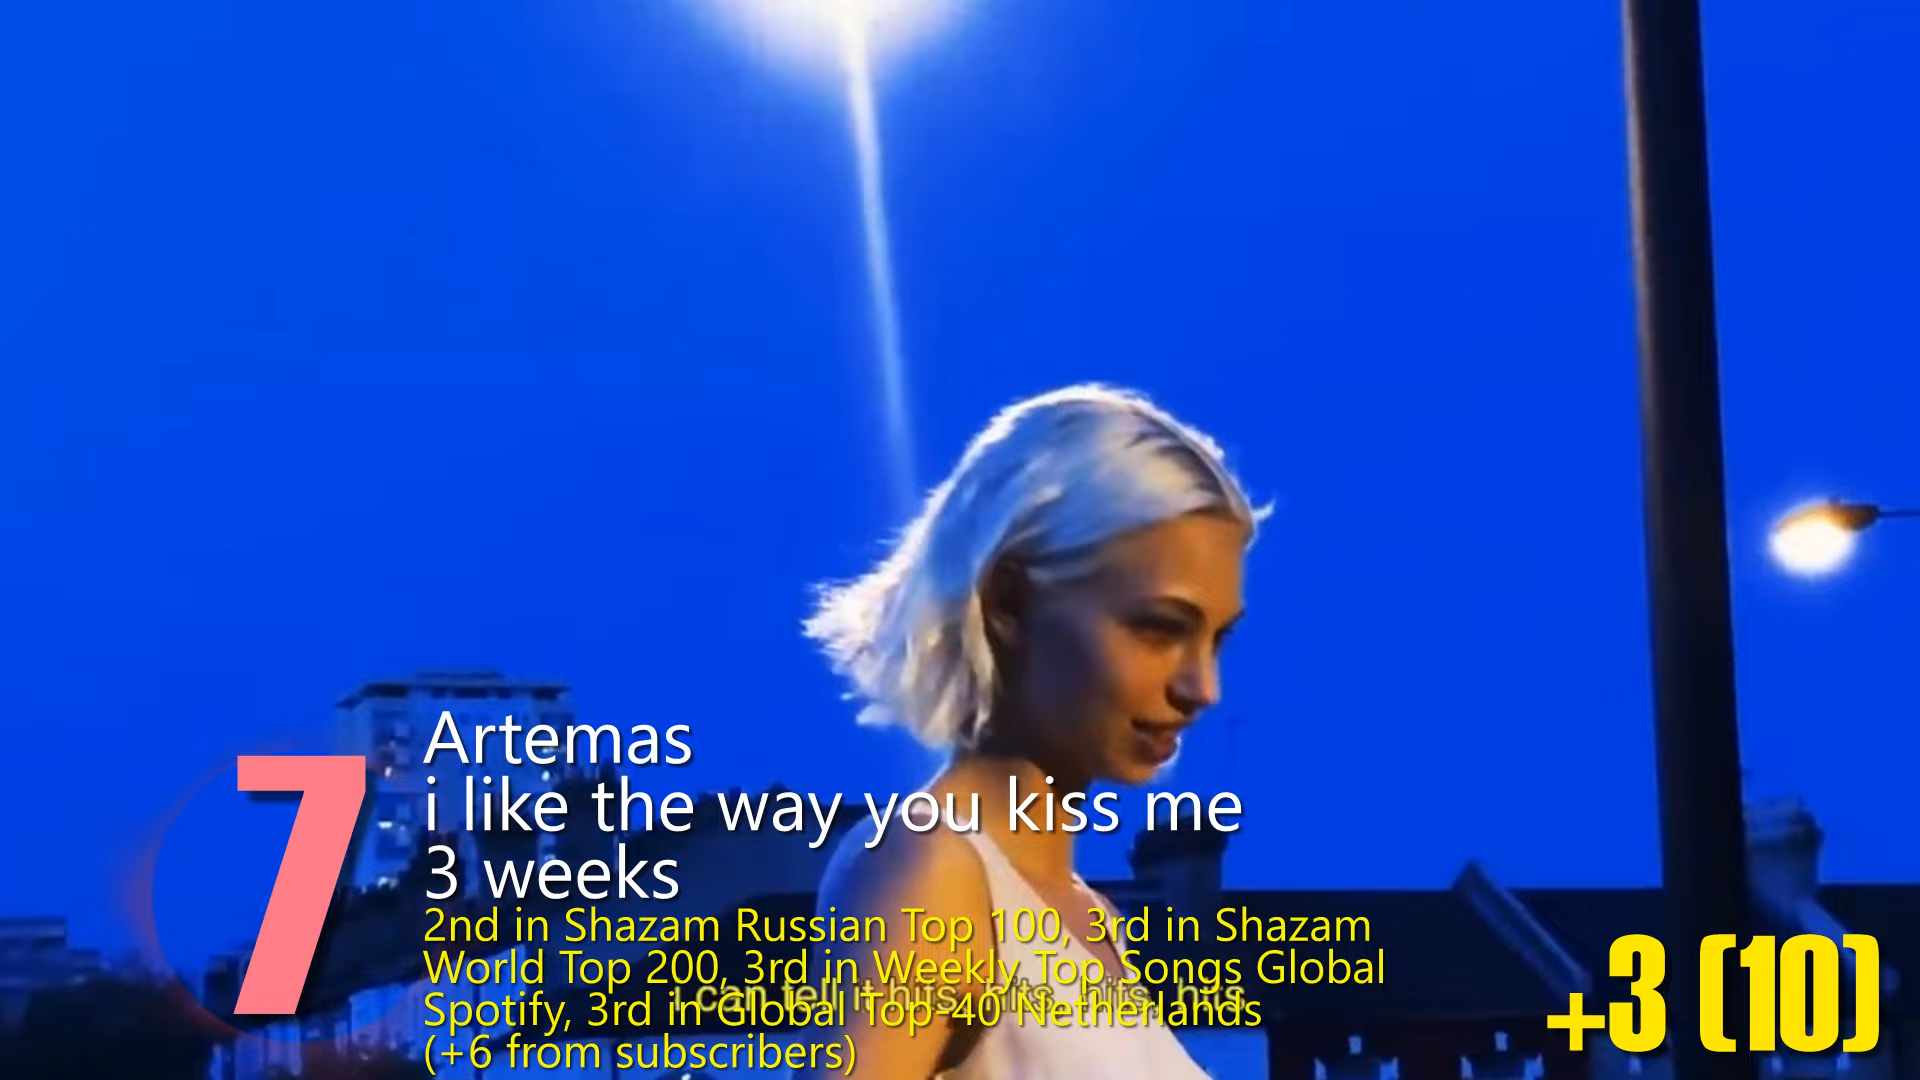 7
Artemas
i like the way you kiss me
3 weeks
2nd in Shazam Russian Top 100, 3rd in Shazam
World Top 200, 3rd in Weekly Top Songs Global
Spotify, 3rd in Global Top-40 Netherlands
(+6 from subscribers)
i can tell it hits, hits, hits, hits
+3 (10)